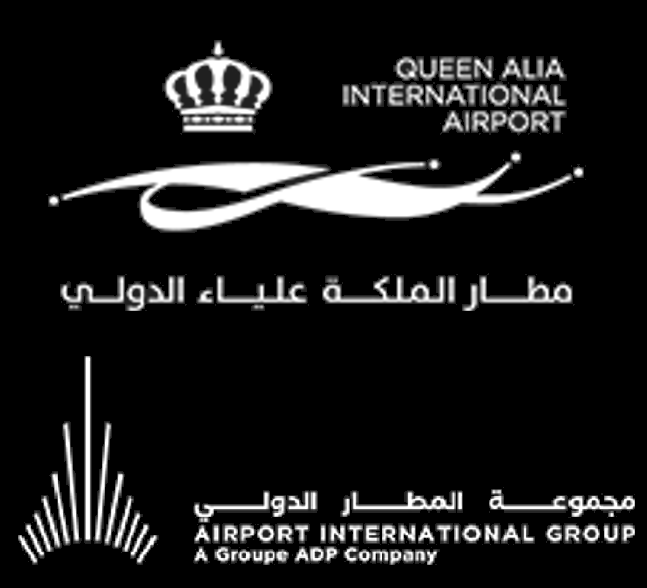 QUEEN ALIA
INTERNATIONAL
AIRPORT
مطار الملكة علياء الدولي
مجموعة المطار الدولي
AIRPORT INTERNATIONAL GROUP
A Groupe ADP Company